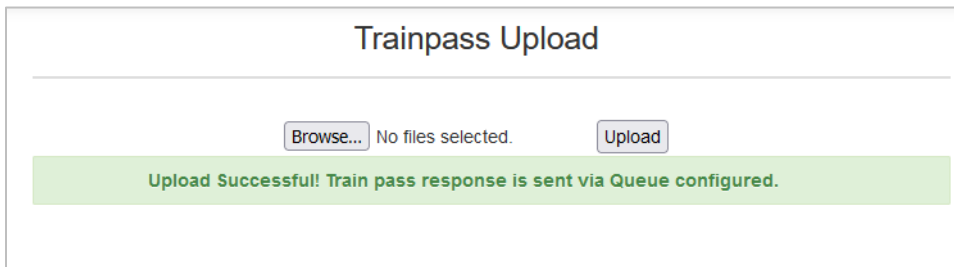 Trainpass Upload
Browse... No files selected. Upload
Upload Successful! Train pass response is sent via Queue configured.